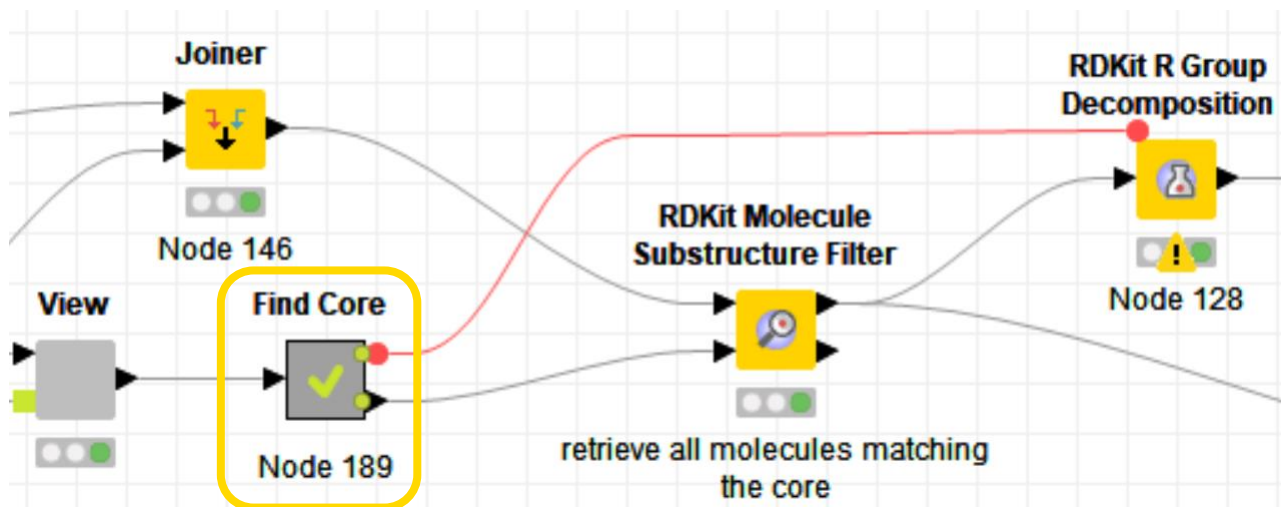 Joiner
Node 146
RDKit R Group
Decomposition
Node 128
RDKit Molecule
Substructure Filter
retrieve all molecules matching
the core
View
Find Core
Node 189